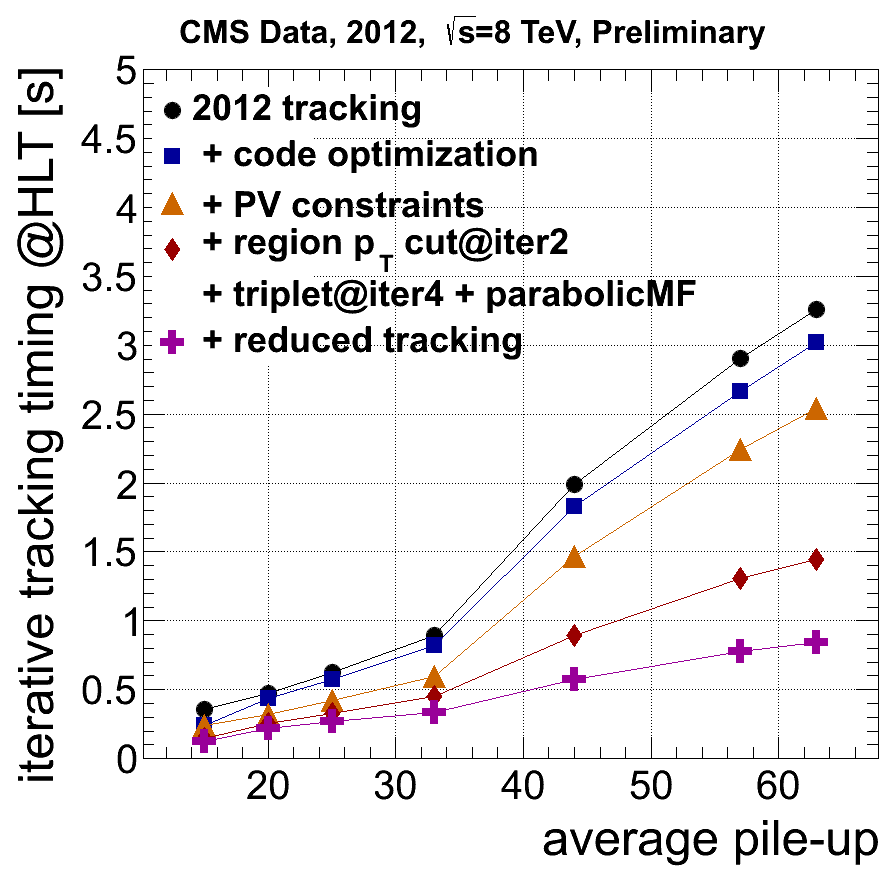 CMS Data, 2012, √s=8 TeV, Preliminary
iterative tracking timing @HLT [s]
5
4.5
4
3.5
3
2.5
2
1.5
1
0.5
0
2012 tracking
+ code optimization
+ PV constraints
+ region pT cut@iter2
+ triplet@iter4 + parabolicMF
+ reduced tracking
20 30 40 50 60
average pile-up